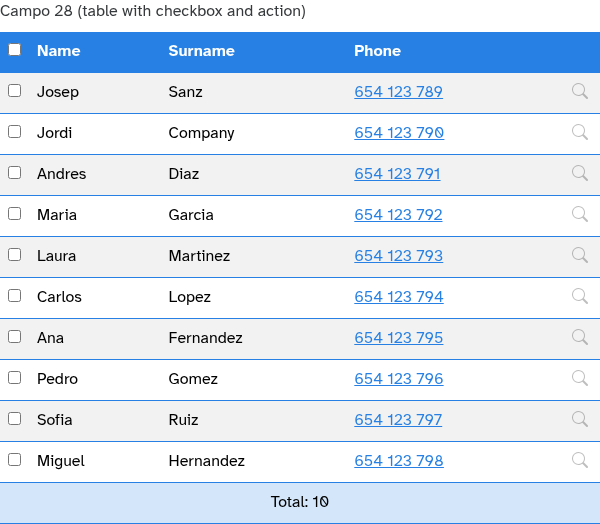 Campo 28 (table with checkbox and action)
Name Surname Phone
Josep Sanz 654 123 789
Jordi Company 654 123 790
Andres Diaz 654 123 791
Maria Garcia 654 123 792
Laura Martinez 654 123 793
Carlos Lopez 654 123 794
Ana Fernandez 654 123 795
Pedro Gomez 654 123 796
Sofia Ruiz 654 123 797
Miguel Hernandez 654 123 798
Total: 10